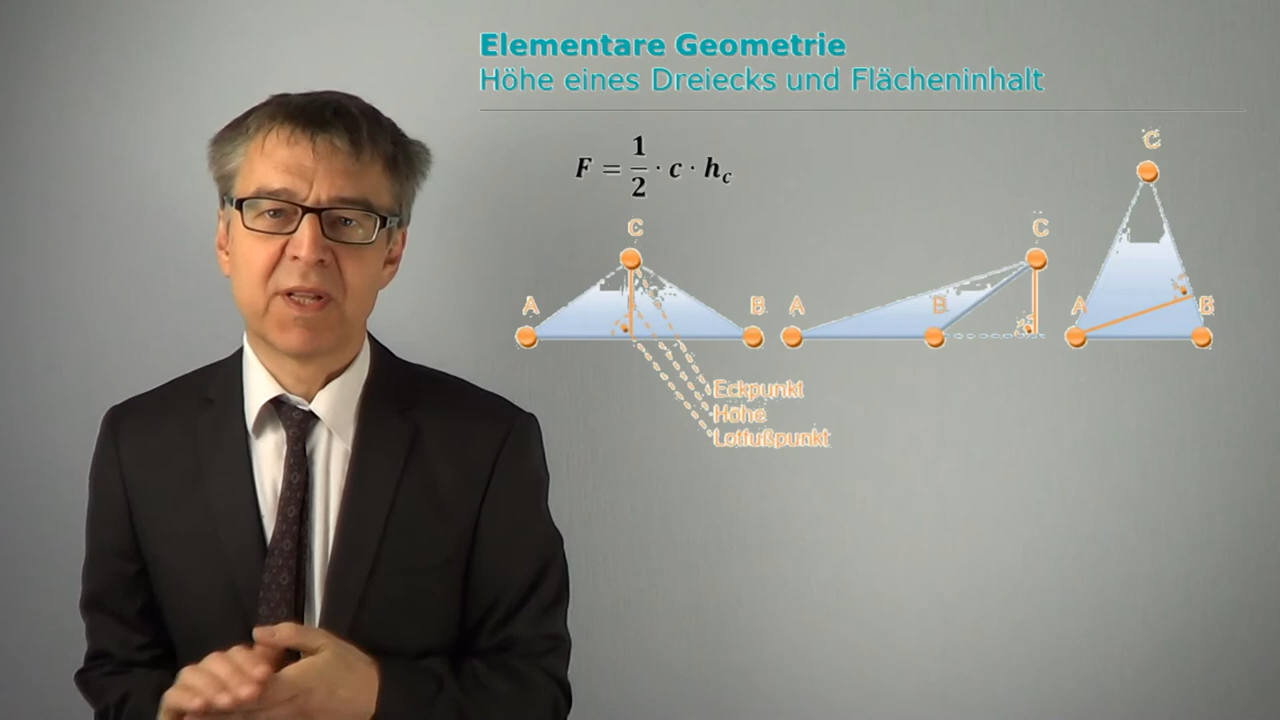 Elementare Geometrie
Höhe eines Dreiecks und Flächeninhalt
F = 1/2 · c · h_c
C
A
B
Eckpunkt
Höhe
Lotfußpunkt
A
B
C
C
A
B